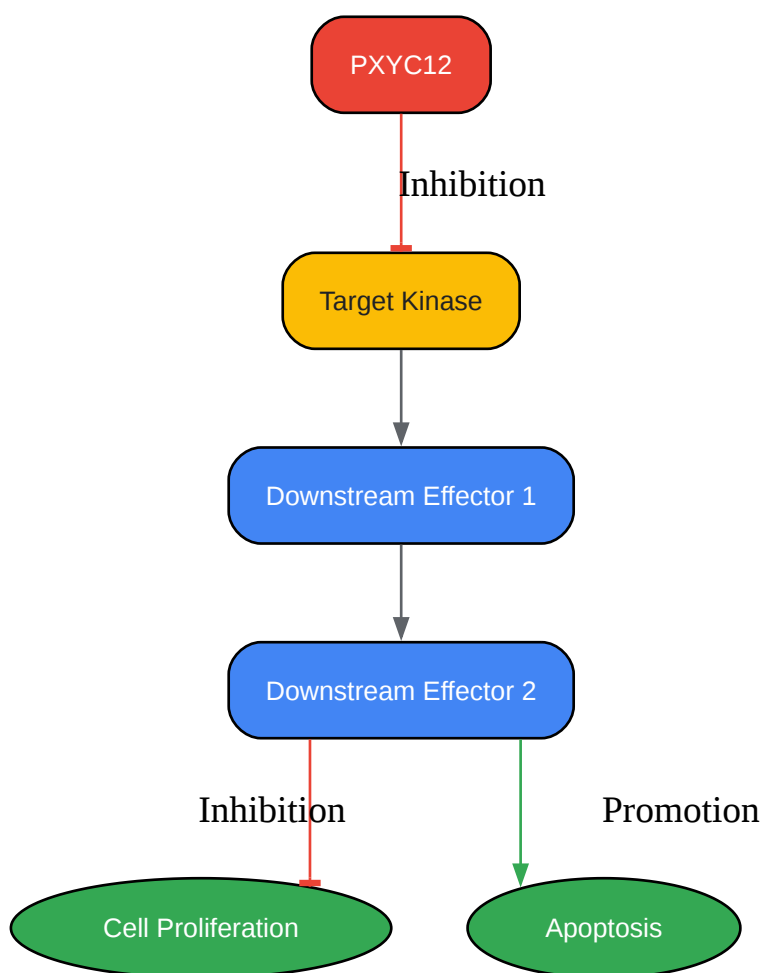 PXYC12
Inhibition
Target Kinase
Downstream Effector 1
Downstream Effector 2
Inhibition
Promotion
Cell Proliferation
Apoptosis